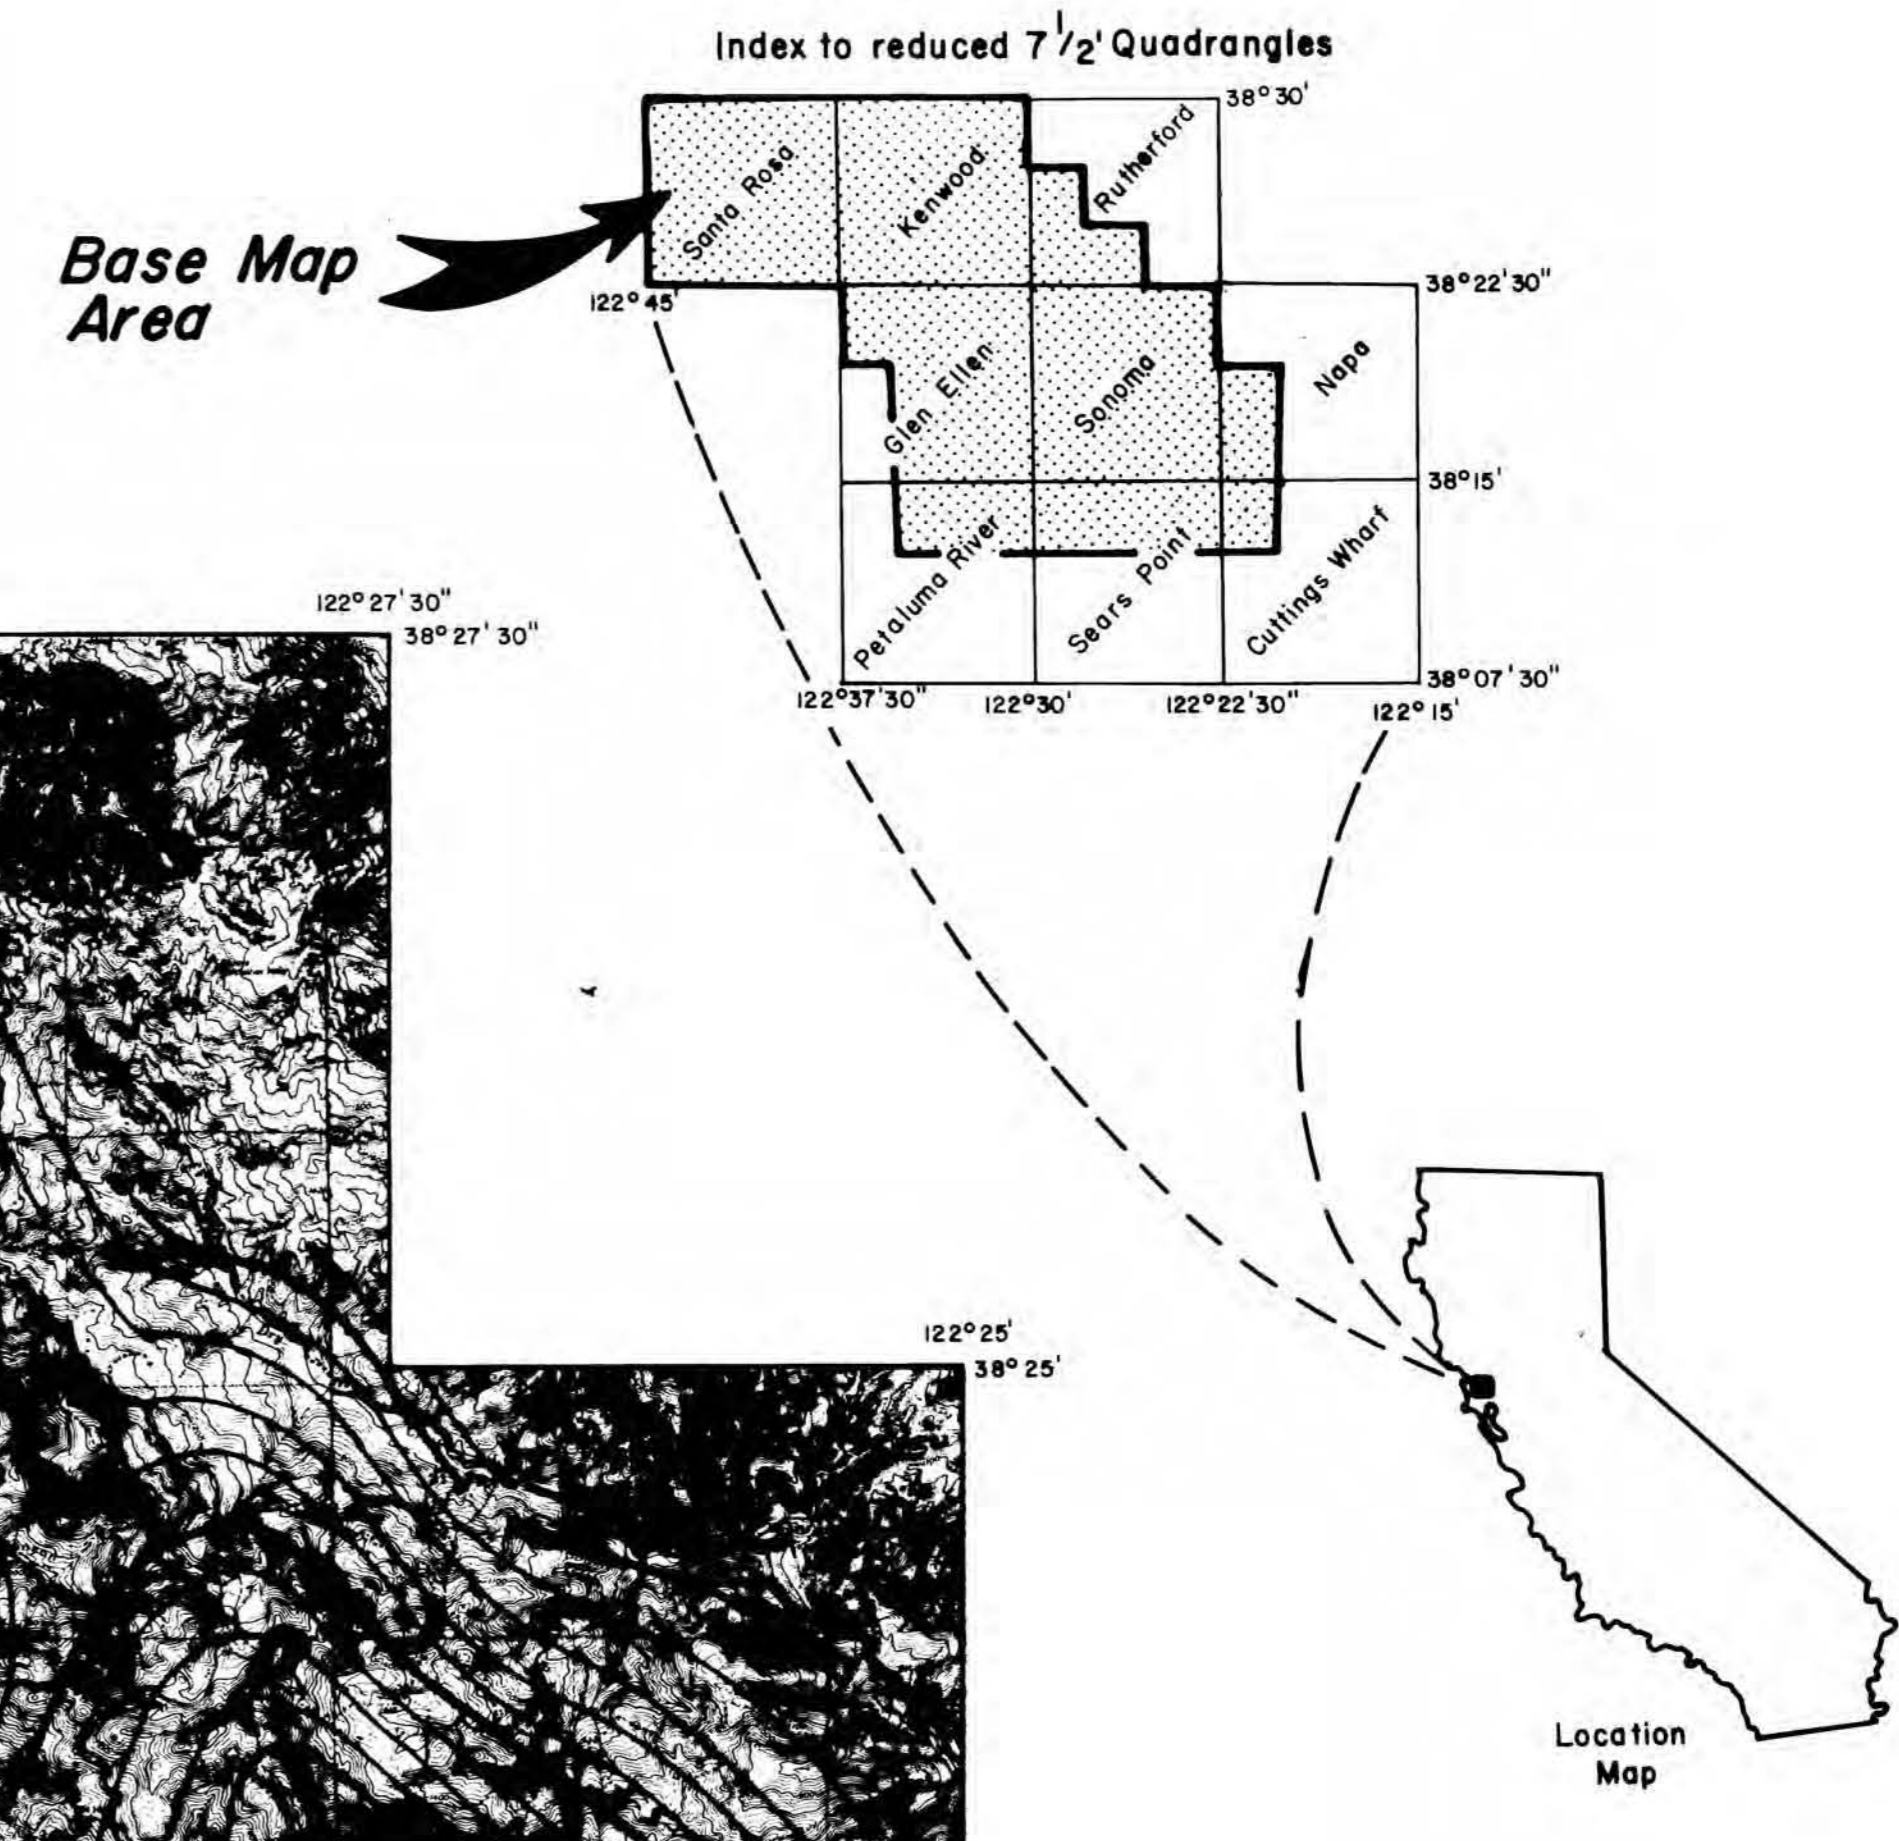 Index to reduced 7 1/2' Quadrangles
38°30'
Rutherford
Santa Rosa
Kenwood
Base Map
Area
122°45'
38°22'30"
Glen Ellen
Sonoma
Napa
38°15'
Petaluma River
Sears Point
Cuttings Wharf
38°07'30"
122°37'30"
122°30'
122°22'30"
122°15'
122°27'30"
38°27'30"
122°25'
38°25'
Location
Map